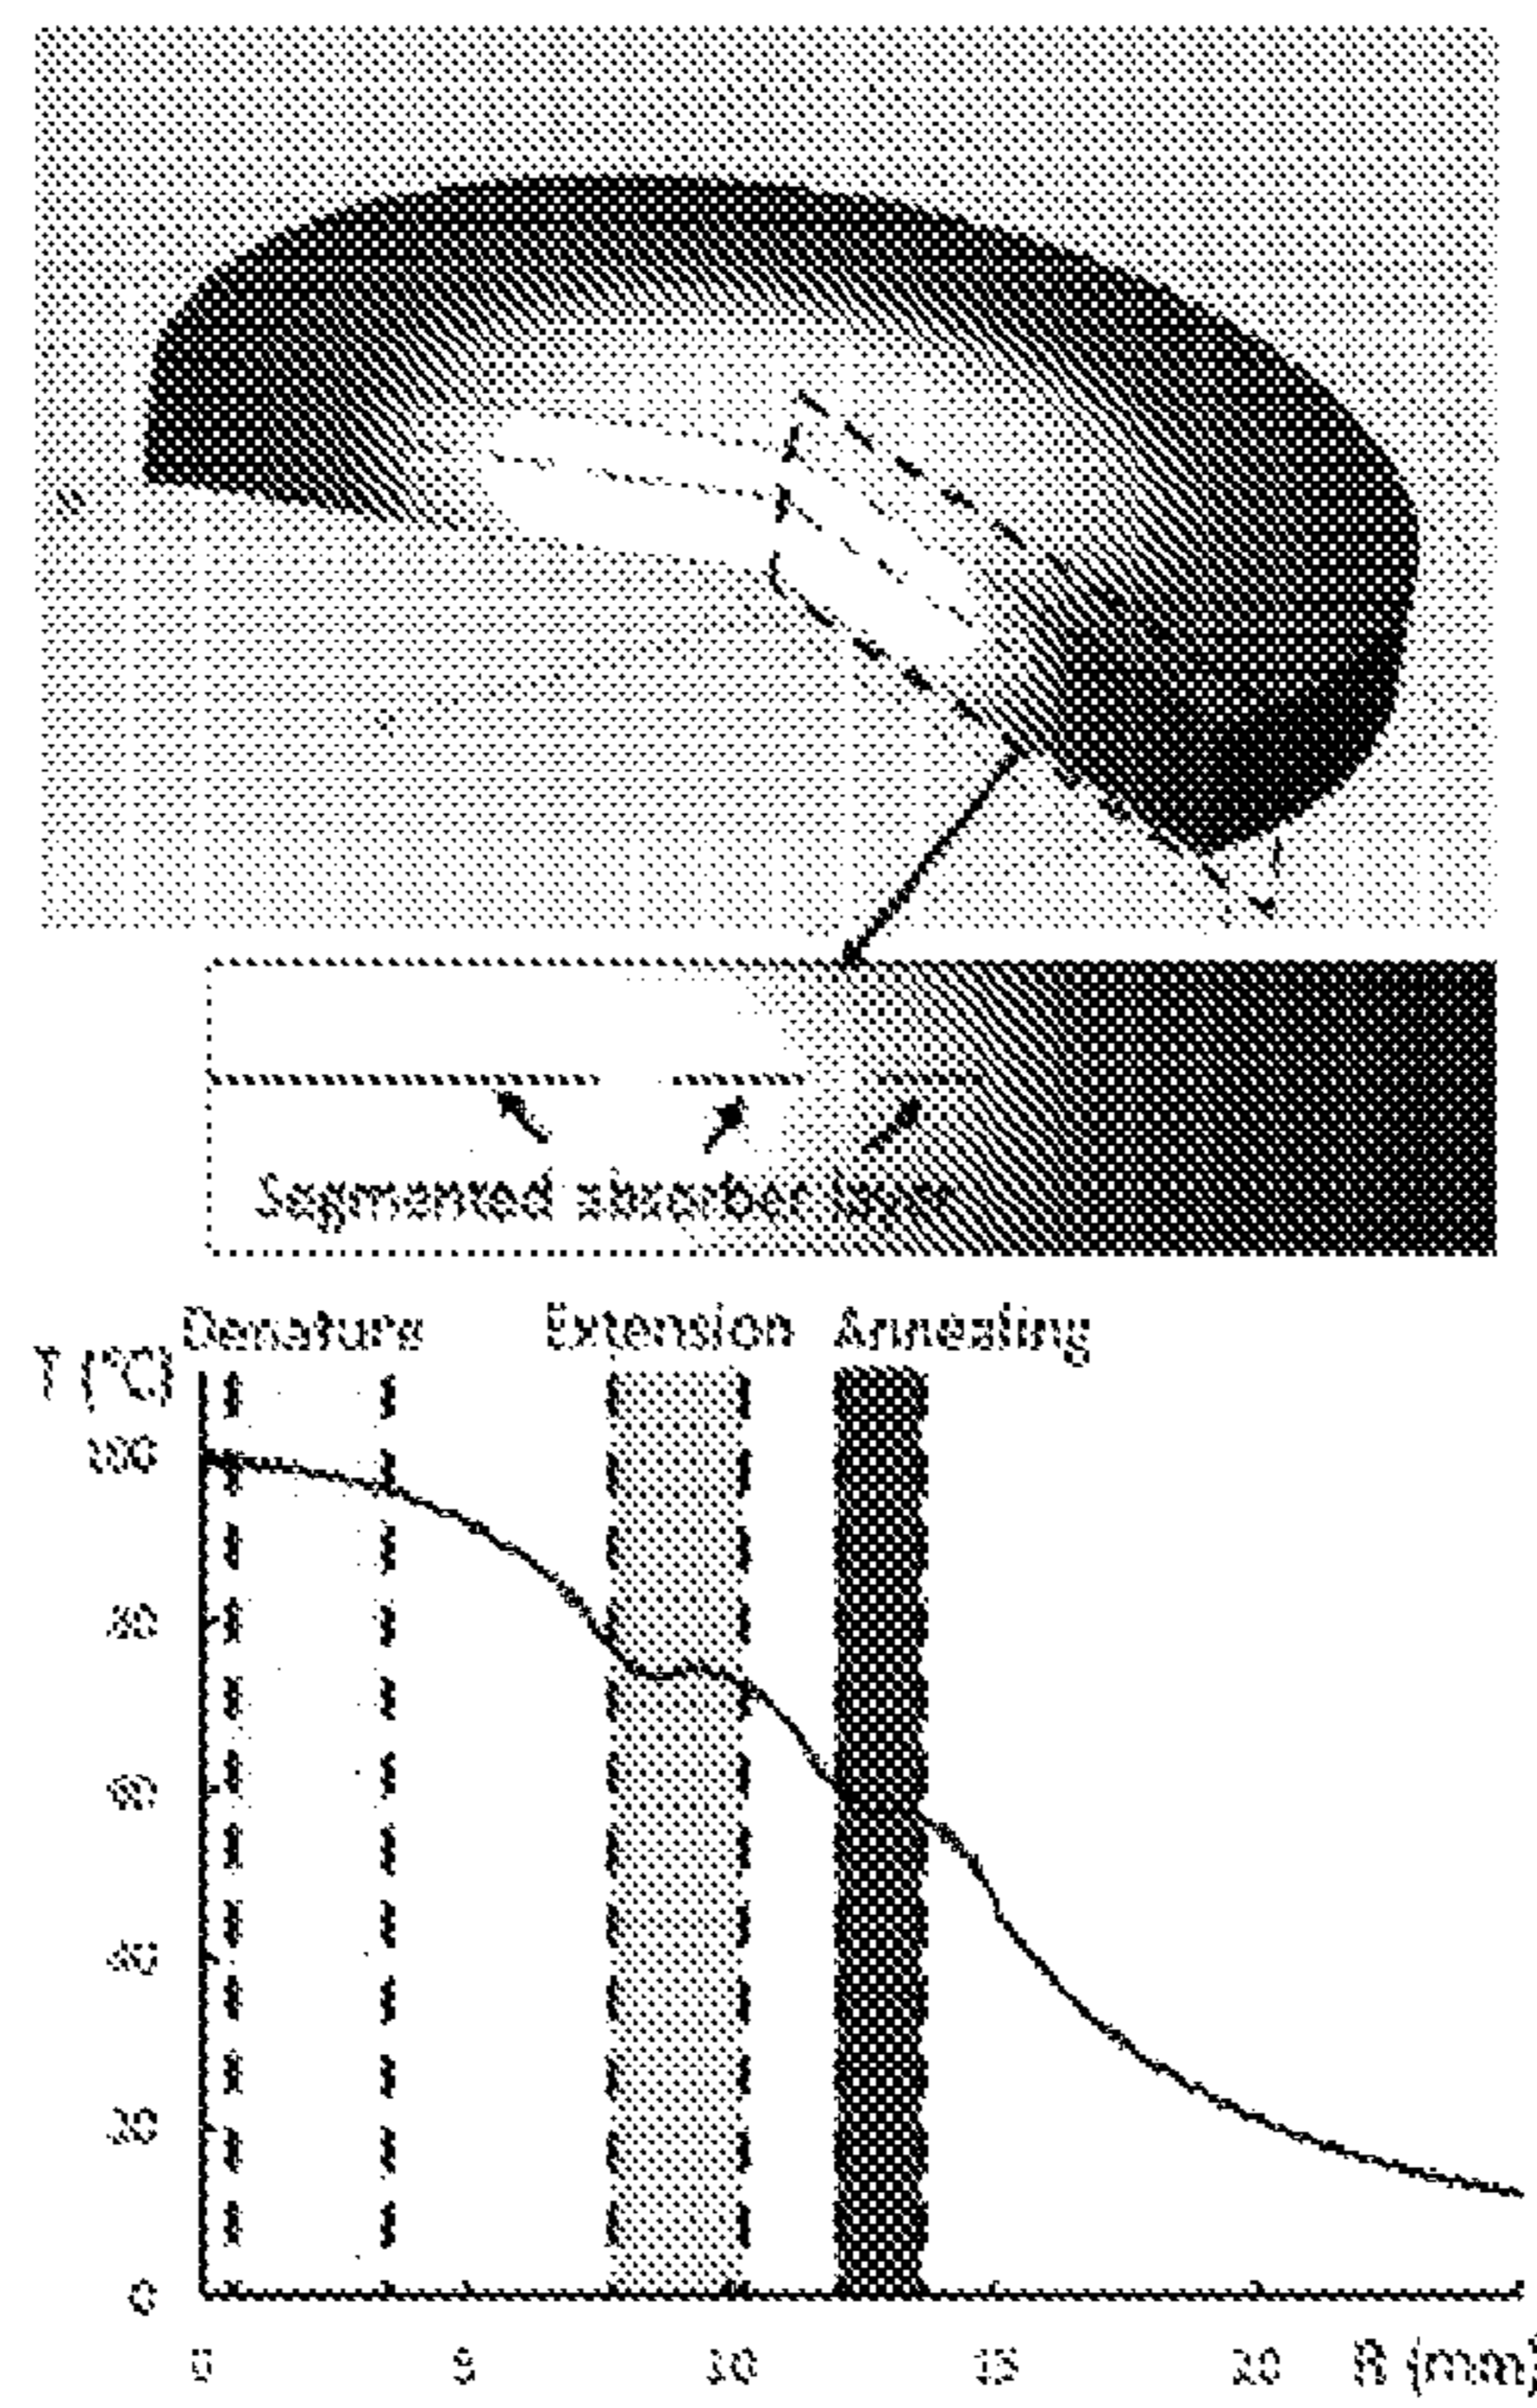 Segmented absorber layer
Denature Extension Annealing
T (°C)
100
80
60
40
20
0
0 5 10 15 20 R (mm)